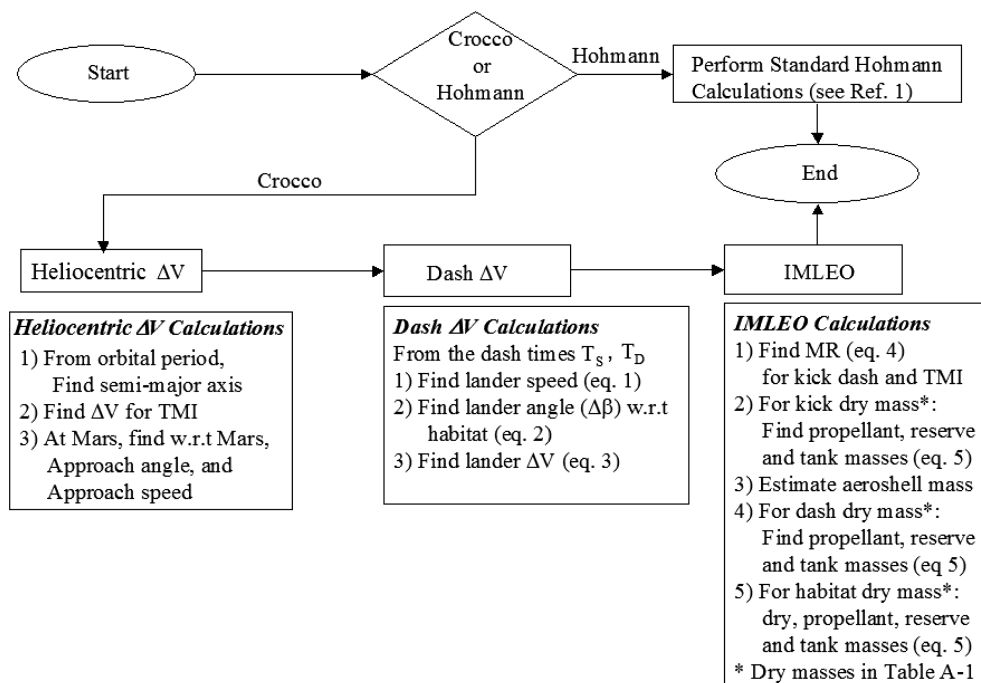 Start
Crocco
or
Hohmann
Hohmann
Perform Standard Hohmann
Calculations (see Ref. 1)
End
Crocco
Heliocentric ΔV
Dash ΔV
IMLEO
Heliocentric ΔV Calculations
1) From orbital period,
Find semi-major axis
2) Find ΔV for TMI
3) At Mars, find w.r.t Mars,
Approach angle, and
Approach speed
Dash ΔV Calculations
From the dash times T_S, T_D
1) Find lander speed (eq. 1)
2) Find lander angle (Δβ) w.r.t
habitat (eq. 2)
3) Find lander ΔV (eq. 3)
IMLEO Calculations
1) Find MR (eq. 4)
for kick dash and TMI
2) For kick dry mass*:
Find propellant, reserve
and tank masses (eq. 5)
3) Estimate aeroshell mass
4) For dash dry mass*:
Find propellant, reserve
and tank masses (eq 5)
5) For habitat dry mass*:
dry, propellant, reserve
and tank masses (eq. 5)
* Dry masses in Table A-1